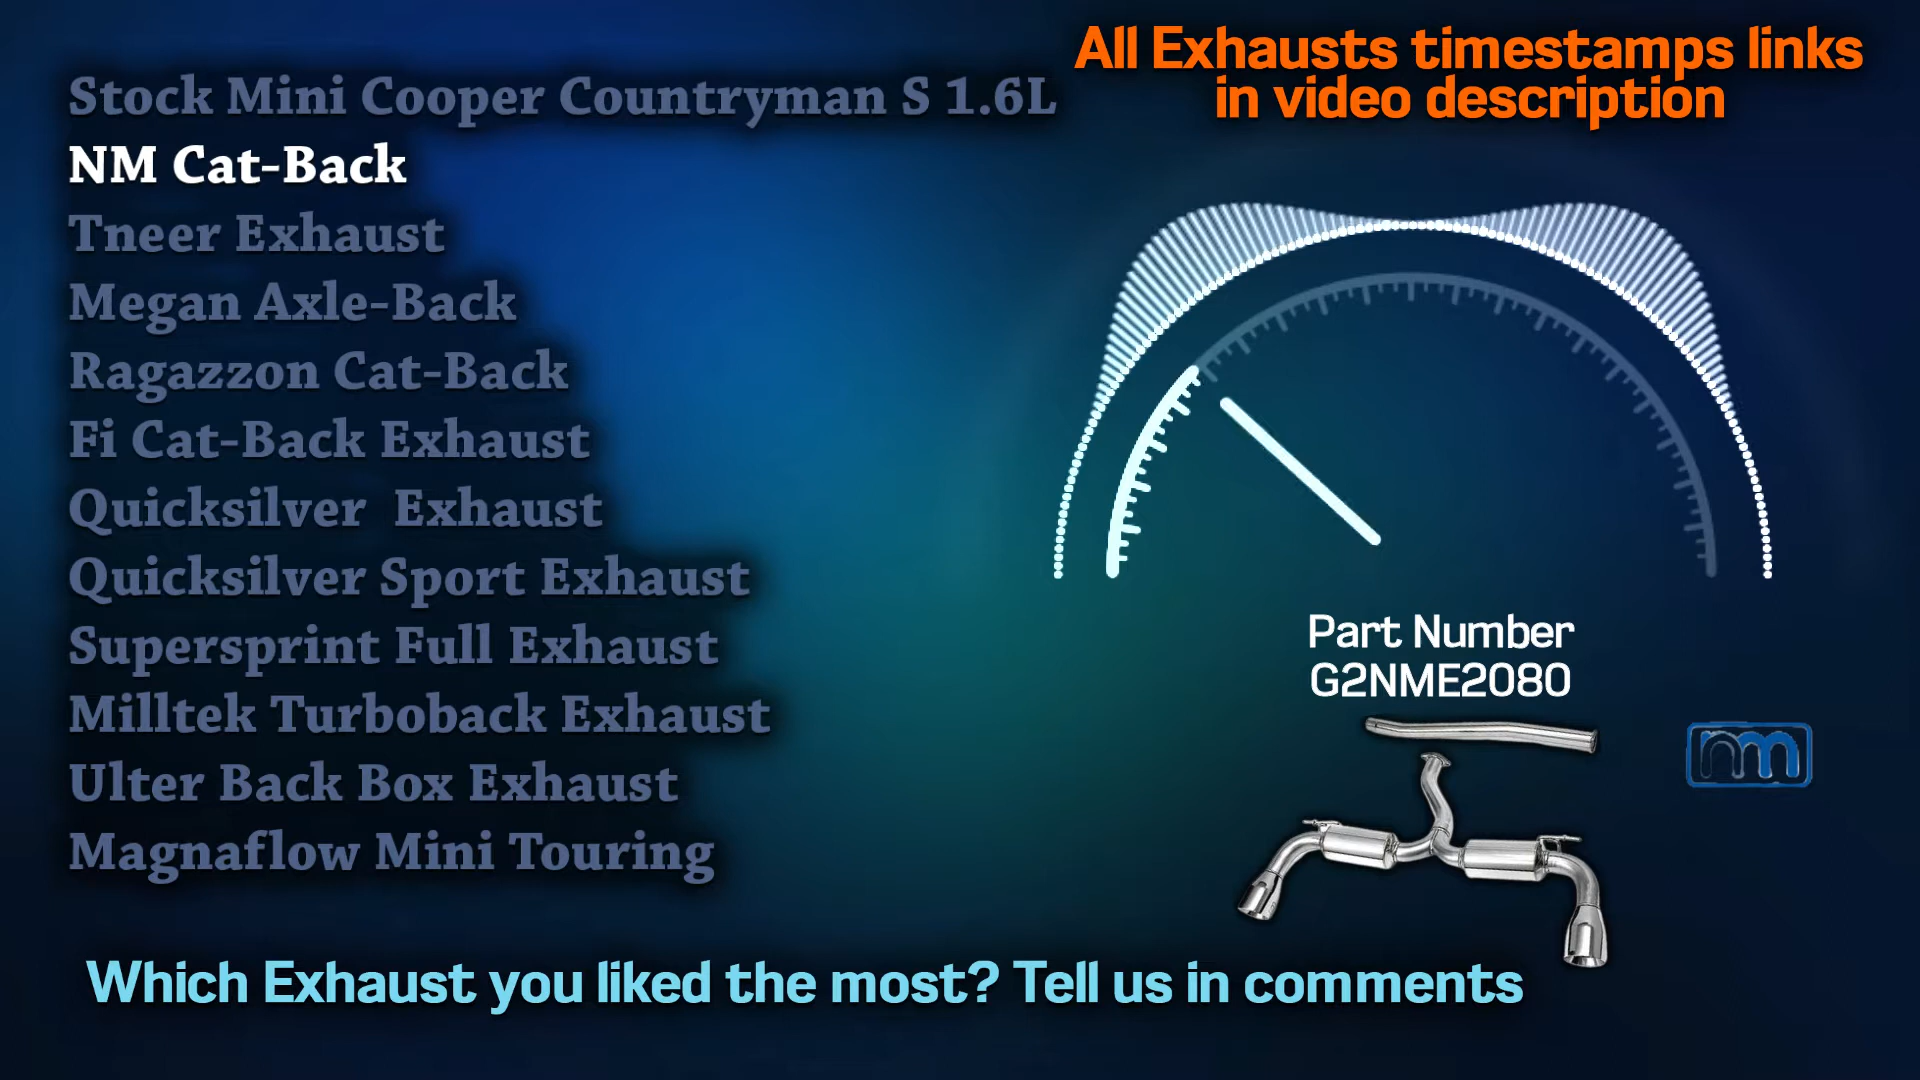 All Exhausts timestamps links
in video description
Stock Mini Cooper Countryman S 1.6L
NM Cat-Back
Tneer Exhaust
Megan Axle-Back
Ragazzon Cat-Back
Fi Cat-Back Exhaust
Quicksilver  Exhaust
Quicksilver Sport Exhaust
Supersprint Full Exhaust
Milltek Turboback Exhaust
Ulter Back Box Exhaust
Magnaflow Mini Touring
Part Number
G2NME2080
nm
Which Exhaust you liked the most? Tell us in comments